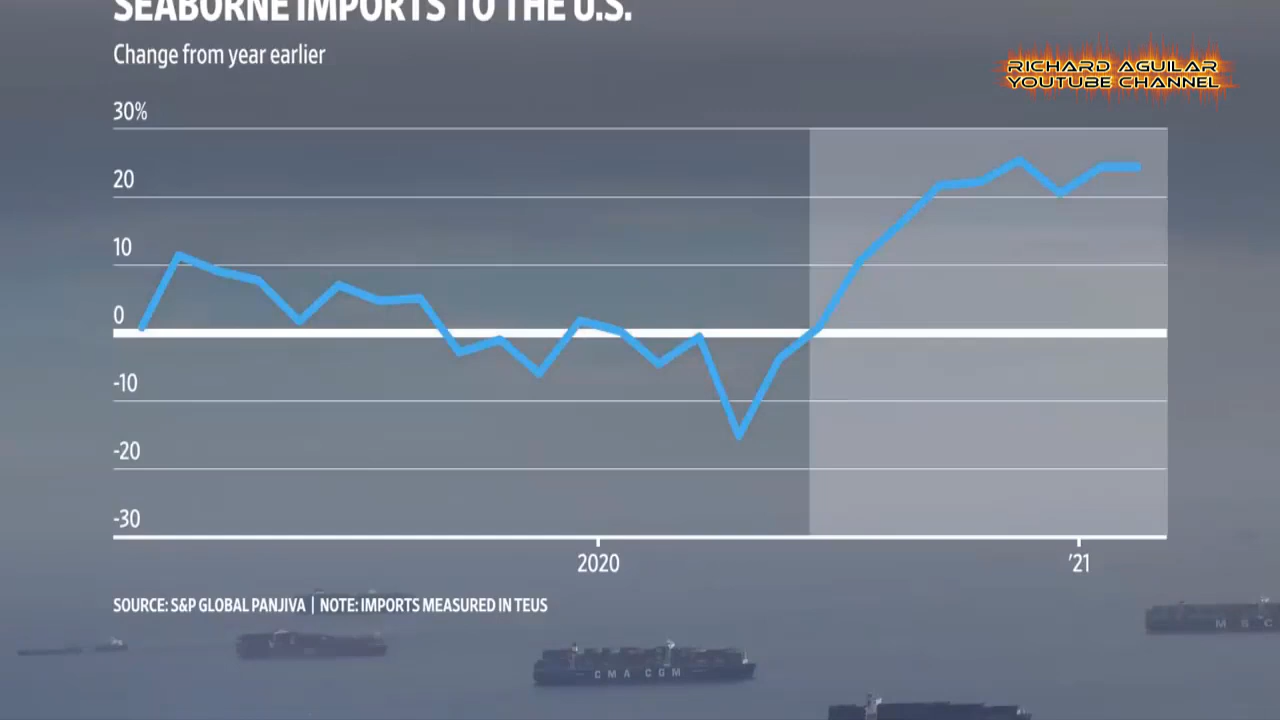 SEABORNE IMPORTS TO THE U.S.
Change from year earlier
RICHARD AGUILAR
YOUTUBE CHANNEL
30%
20
10
0
-10
-20
-30
2020
'21
SOURCE: S&P GLOBAL PANJIVA | NOTE: IMPORTS MEASURED IN TEUS
MSC
CMA CGM